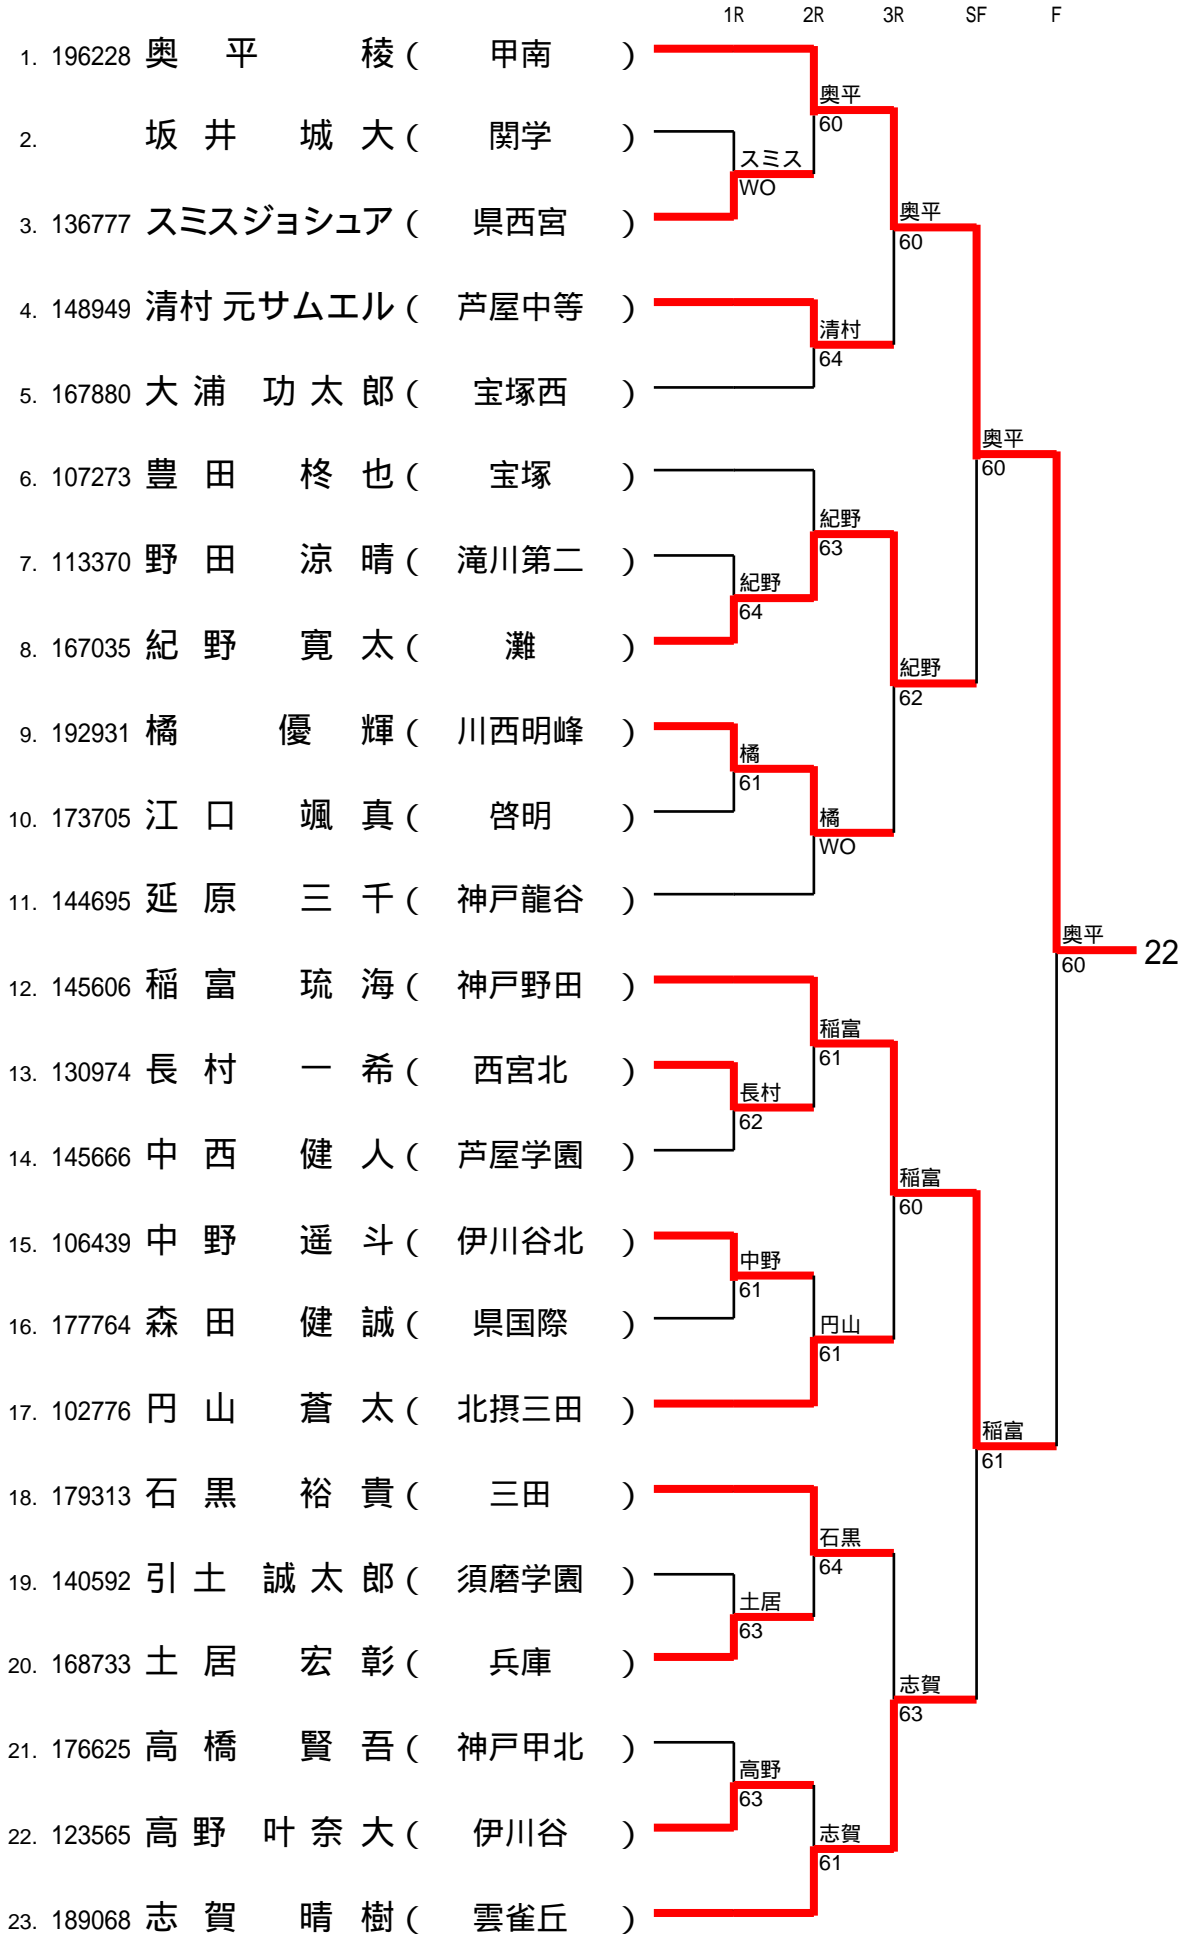 1R 2R 3R SF F
1. 196228 奥平 稜 ( 甲南 )
奥平
2. 坂井 城大 ( 関学 )
60
スミス
WO
3. 136777 スミスジョシュア ( 県西宮 )
奥平
60
4. 148949 清村 元サムエル ( 芦屋中等 )
清村
64
5. 167880 大浦 功太郎 ( 宝塚西 )
奥平
60
6. 107273 豊田 柊也 ( 宝塚 )
紀野
63
7. 113370 野田 涼晴 ( 滝川第二 )
紀野
64
8. 167035 紀野 寛太 ( 灘 )
紀野
62
9. 192931 橘 優輝 ( 川西明峰 )
橘
61
10. 173705 江口 颯真 ( 啓明 )
橘
WO
11. 144695 延原 三千 ( 神戸龍谷 )
奥平
60 22
12. 145606 稲富 琉海 ( 神戸野田 )
稲富
61
13. 130974 長村 一希 ( 西宮北 )
長村
62
14. 145666 中西 健人 ( 芦屋学園 )
稲富
60
15. 106439 中野 遥斗 ( 伊川谷北 )
中野
61
16. 177764 森田 健誠 ( 県国際 )
円山
61
17. 102776 円山 蒼太 ( 北摂三田 )
稲富
61
18. 179313 石黒 裕貴 ( 三田 )
石黒
64
19. 140592 引土 誠太郎 ( 須磨学園 )
土居
63
20. 168733 土居 宏彰 ( 兵庫 )
志賀
63
21. 176625 高橋 賢吾 ( 神戸甲北 )
高野
63
22. 123565 高野 叶奈大 ( 伊川谷 )
志賀
61
23. 189068 志賀 晴樹 ( 雲雀丘 )